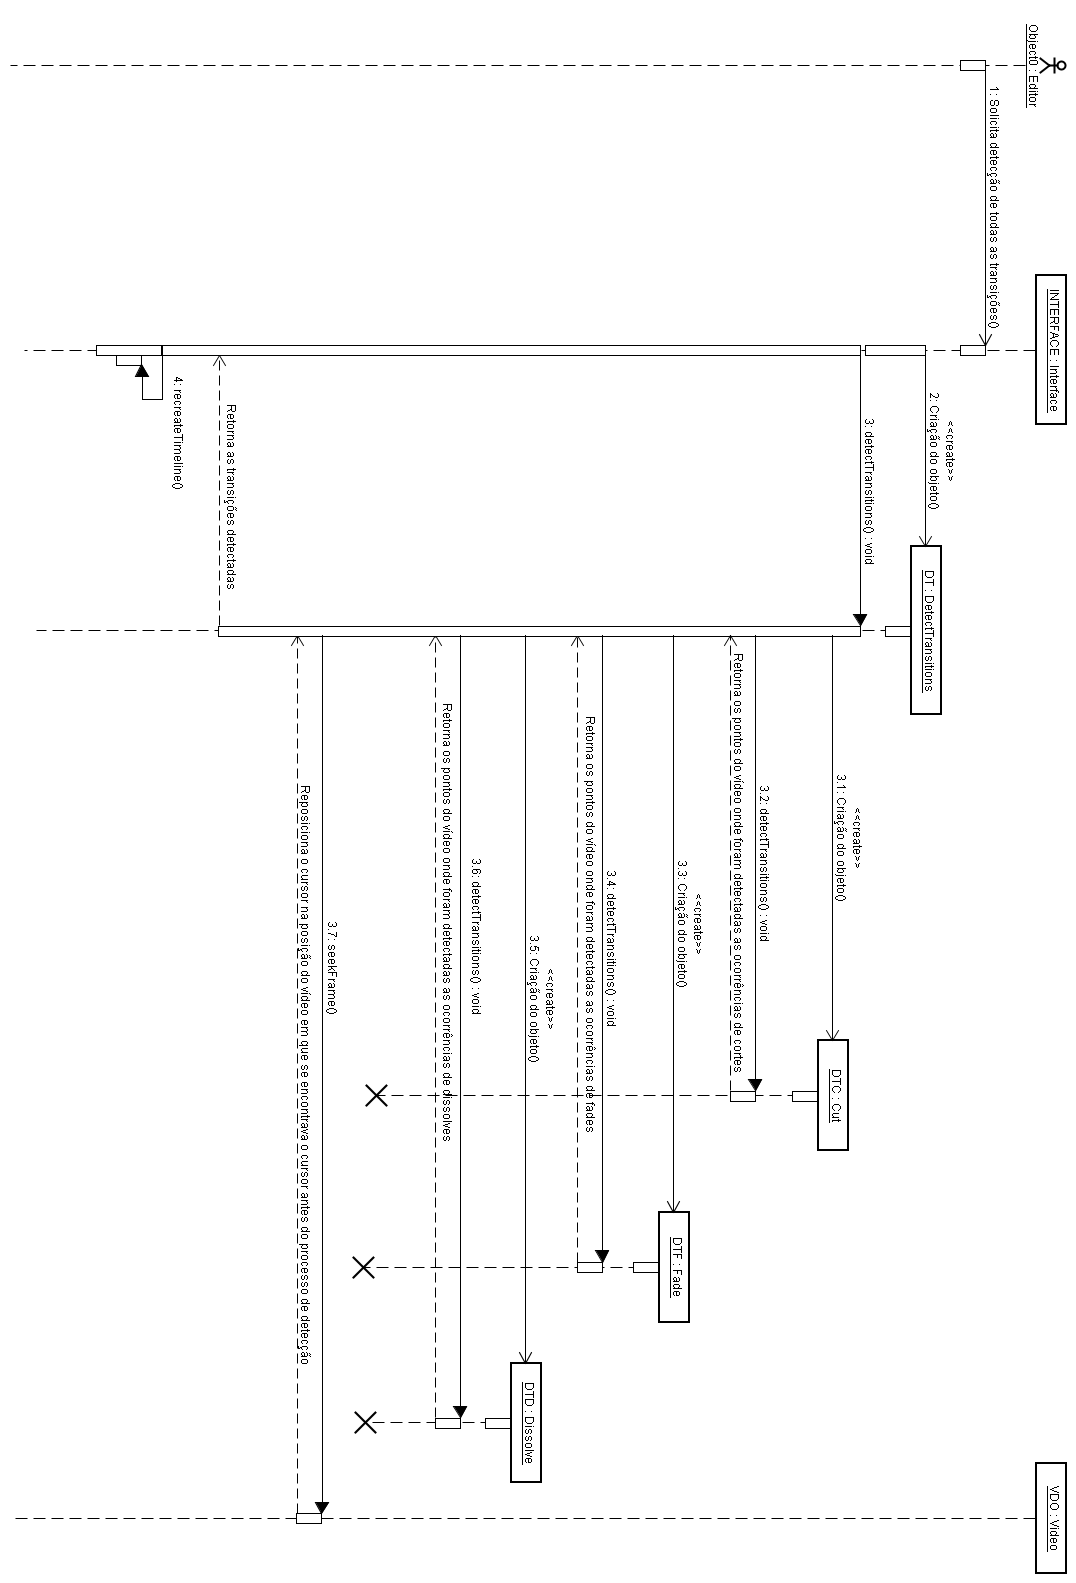 Object0 : Editor
INTERFACE : Interface
VDO : Video
1: Solicita detecção de todas as transições()
<<create>>
2: Criação do objeto()
DT : DetectTransitions
3: detectTransitions() : void
<<create>>
3.1: Criação do objeto()
DTC : Cut
3.2: detectTransitions() : void
Retorna os pontos do vídeo onde foram detectadas as ocorrências de cortes
<<create>>
3.3: Criação do objeto()
DTF : Fade
3.4: detectTransitions() : void
Retorna os pontos do vídeo onde foram detectadas as ocorrências de fades
<<create>>
3.5: Criação do objeto()
DTD : Dissolve
3.6: detectTransitions() : void
Retorna os pontos do vídeo onde foram detectadas as ocorrências de dissolves
3.7: seekFrame()
Reposiciona o cursor na posição do vídeo em que se encontrava o cursor antes do processo de detecção
Retorna as transições detectadas
4: recreateTimeline()